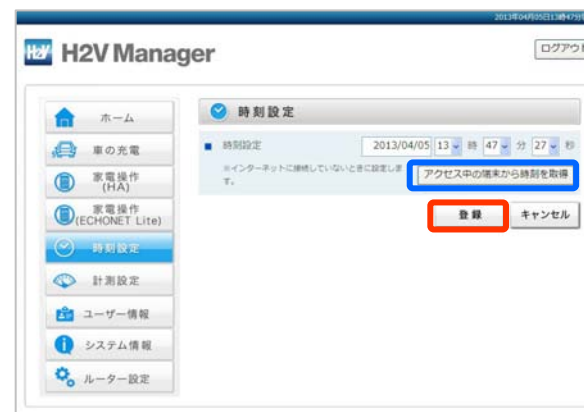 2013年04月05日13時47分
H2V H2V Manager
ログアウト
ホーム
車の充電
家電操作
(HA)
家電操作
(ECHONET Lite)
時刻設定
計測設定
ユーザー情報
システム情報
ルーター設定
時刻設定
時刻設定 2013/04/05 13 時 47 分 27 秒
※インターネットに接続していないときに設定します。
アクセス中の端末から時刻を取得
登録 キャンセル